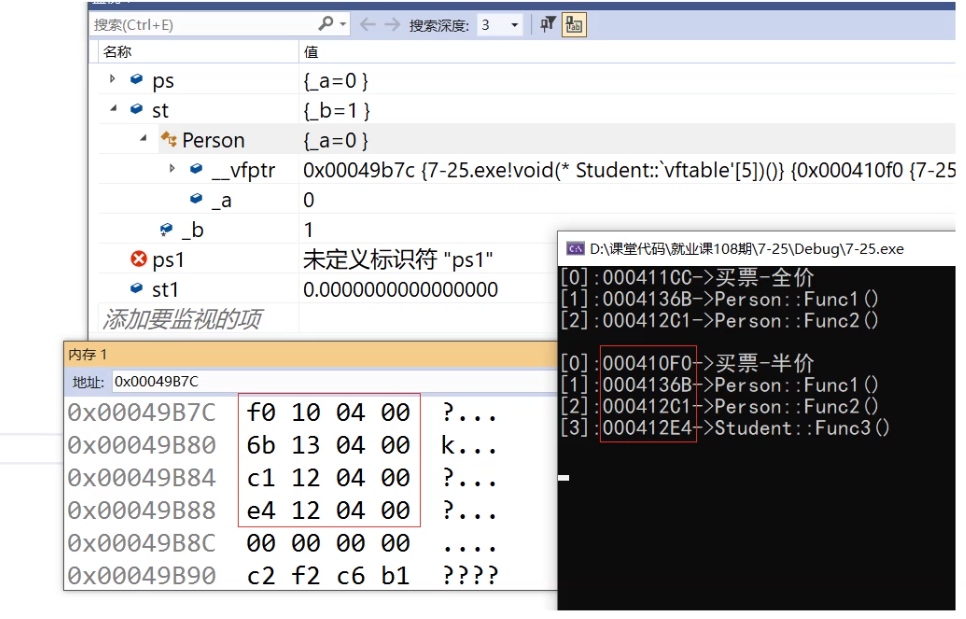 搜索(Ctrl+E)
搜索深度: 3
名称 值
ps {_a=0 }
st {_b=1 }
Person {_a=0 }
__vfptr 0x00049b7c {7-25.exe!void(* Student::`vftable'[5])()} {0x000410f0 {7-25
_a 0
_b 1
ps1 未定义标识符 "ps1"
st1 0.0000000000000000
添加要监视的项
内存 1
地址: 0x00049B7C
0x00049B7C f0 10 04 00 ?...
0x00049B80 6b 13 04 00 k...
0x00049B84 c1 12 04 00 ?...
0x00049B88 e4 12 04 00 ?...
0x00049B8C 00 00 00 00 ....
0x00049B90 c2 f2 c6 b1 ????
D:\课堂代码\就业课108期\7-25\Debug\7-25.exe
[0]:000411CC->买票-全价
[1]:0004136B->Person::Func1()
[2]:000412C1->Person::Func2()
[0]:000410F0->买票-半价
[1]:0004136B->Person::Func1()
[2]:000412C1->Person::Func2()
[3]:000412E4->Student::Func3()